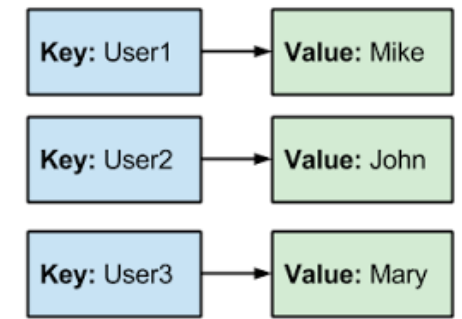 Key: User1
Value: Mike
Key: User2
Value: John
Key: User3
Value: Mary